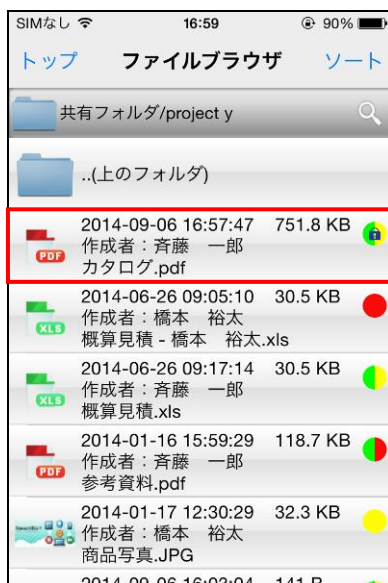 SIMなし 16:59 90%
トップ ファイルブラウザ ソート
共有フォルダ/project y
..(上のフォルダ)
2014-09-06 16:57:47 751.8 KB
作成者：斉藤　一郎
PDF
カタログ.pdf
2014-06-26 09:05:10 30.5 KB
作成者：橋本　裕太
XLS
概算見積 - 橋本　裕太.xls
2014-06-26 09:17:14 30.5 KB
作成者：斉藤　一郎
XLS
概算見積.xls
2014-01-16 15:59:29 118.7 KB
作成者：斉藤　一郎
PDF
参考資料.pdf
2014-01-17 12:30:29 32.3 KB
作成者：橋本　裕太
商品写真.JPG
2014-09-06 16:03:04 141 B